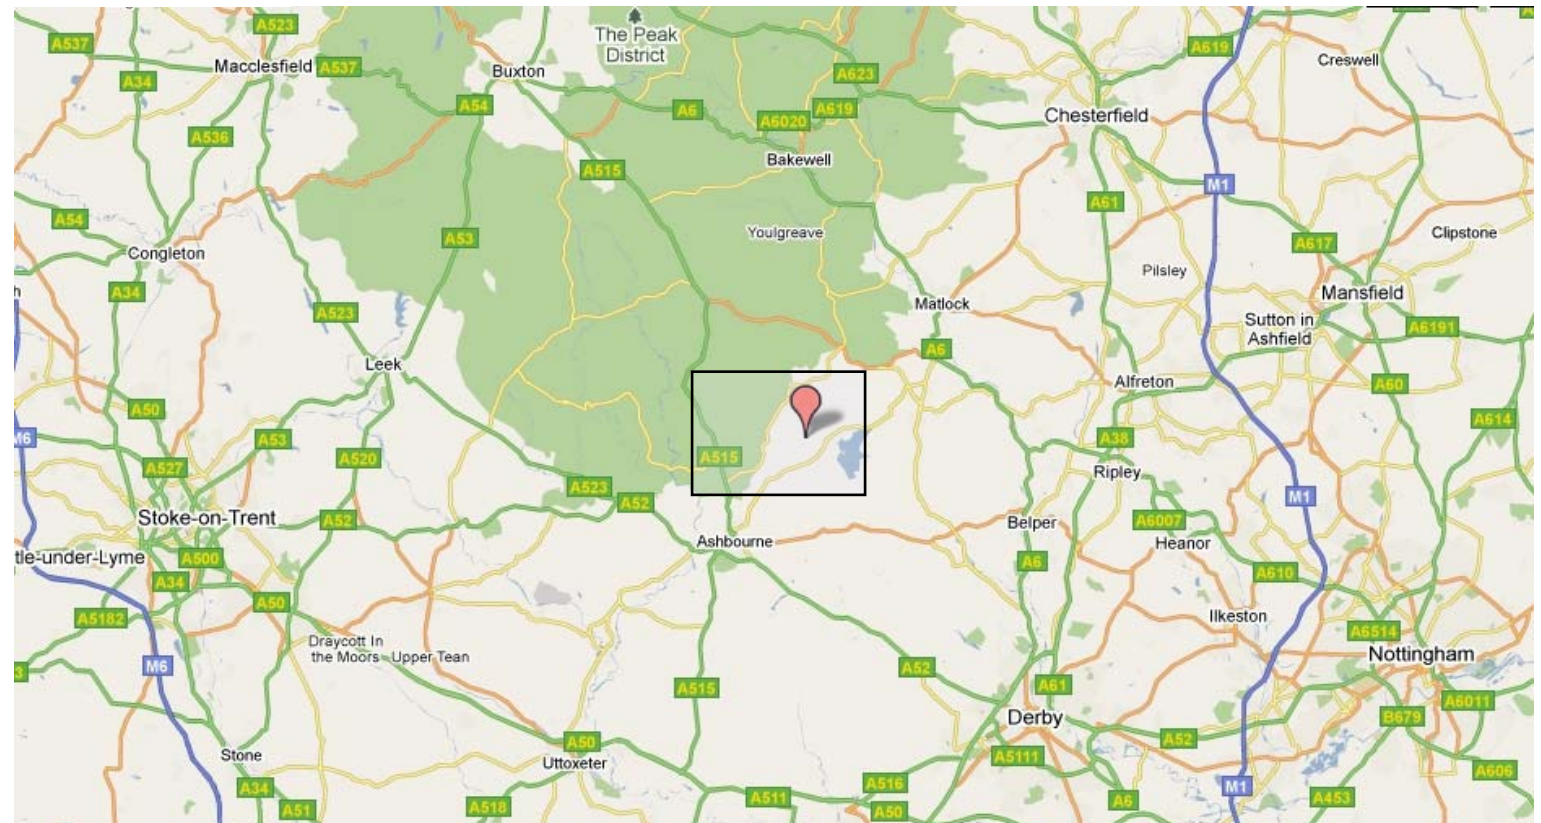 A523
The Peak
District
A537
Macclesfield
A537
Buxton
A619
Creswell
A34
A623
A54
A6
A6020
A619
Chesterfield
A536
Bakewell
A515
M1
A61
A54
A53
Youlgreave
A617
Clipstone
Congleton
Pilsley
h
A34
Matlock
Mansfield
A523
Sutton in
Ashfield
A6191
Leek
A6
Alfreton
A60
A50
A614
M6
A53
A38
A520
A515
A527
Ripley
A523
A52
M1
Stoke-on-Trent
A52
Belper
A6007
Ashbourne
Heanor
tle-under-Lyme
A500
A6
A610
A34
A50
A5182
Ilkeston
A6514
Draycott In
the Moors
Upper Tean
Nottingham
M6
A52
3
A515
A61
A6011
Derby
B679
A50
A52
Stone
Uttoxeter
A5111
A606
A34
A516
M1
A51
A518
A511
A50
A6
A453